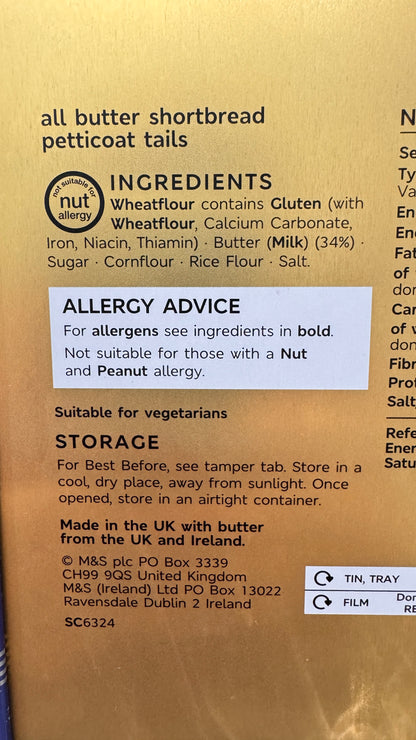 all butter shortbread
petticoat tails
not suitable for
nut
allergy
INGREDIENTS
Wheatflour contains Gluten (with
Wheatflour, Calcium Carbonate,
Iron, Niacin, Thiamin) · Butter (Milk) (34%) ·
Sugar · Cornflour · Rice Flour · Salt.
ALLERGY ADVICE
For allergens see ingredients in bold.
Not suitable for those with a Nut
and Peanut allergy.
Suitable for vegetarians
STORAGE
For Best Before, see tamper tab. Store in a
cool, dry place, away from sunlight. Once
opened, store in an airtight container.
Made in the UK with butter
from the UK and Ireland.
© M&S plc PO Box 3339
CH99 9QS United Kingdom
M&S (Ireland) Ltd PO Box 13022
Ravensdale Dublin 2 Ireland
SC6324
TIN, TRAY
FILM
of
of